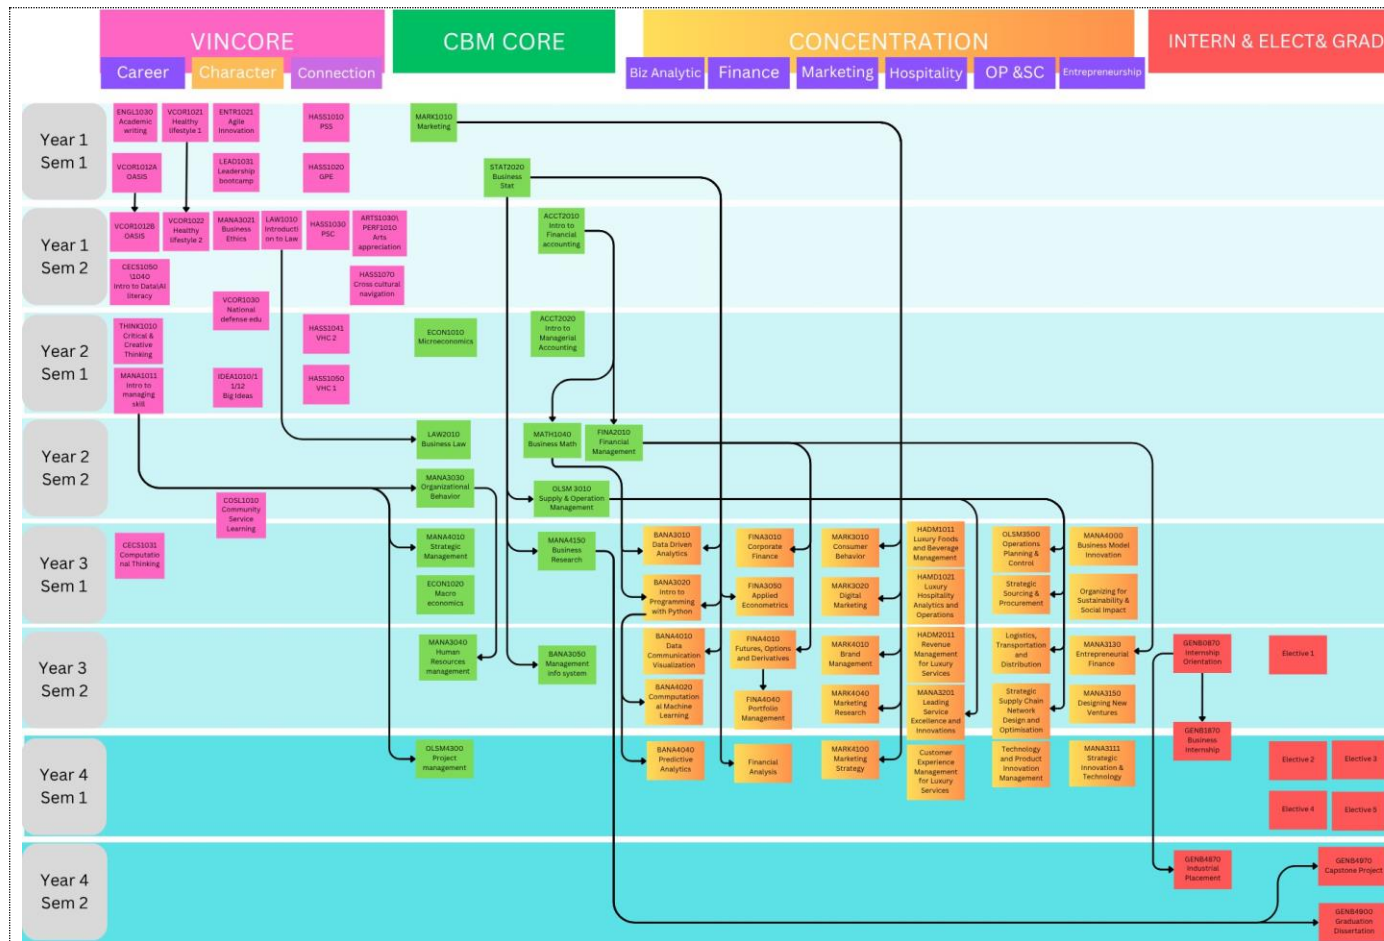 VINCORE
CBM CORE
CONCENTRATION
INTERN & ELECT& GRAD
Career
Character
Connection
Biz Analytic
Finance
Marketing
Hospitality
OP &SC
Entrepreneurship
Year 1
Sem 1
ENGL1030
Academic
writing
VCOR1021
Healthy
lifestyle 1
ENTR1021
Agile
Innovation
HASS1010
PSS
MARK1010
Marketing
VCOR1012A
OASIS
LEAD1031
Leadership
bootcamp
HASS1020
GPE
STAT2020
Business
Stat
Year 1
Sem 2
VCOR1012B
OASIS
VCOR1022
Healthy
lifestyle 2
MANA3021
Business
Ethics
LAW1010
Introducti
on to Law
HASS1030
PSC
ARTS1030\
PERF1010
Arts
appreciation
ACCT2010
Intro to
Financial
accounting
CECS1050
\1040
Intro to Data\AI
literacy
HASS1070
Cross cultural
navigation
VCOR1030
National
defense edu
Year 2
Sem 1
THINK1010
Critical &
Creative
Thinking
HASS1041
VHC 2
ECON1010
Microeconomics
ACCT2020
Intro to
Managerial
Accounting
MANA1011
Intro to
managing
skill
IDEA1010/1
1/12
Big Ideas
HASS1050
VHC 1
Year 2
Sem 2
LAW2010
Business Law
MATH1040
Business Math
FINA2010
Financial
Management
MANA3030
Organizational
Behavior
OLSM 3010
Supply & Operation
Management
COSL1010
Community
Service
Learning
Year 3
Sem 1
CECS1031
Computatio
nal Thinking
MANA4010
Strategic
Management
MANA4150
Business
Research
BANA3010
Data Driven
Analytics
FINA3010
Corporate
Finance
MARK3010
Consumer
Behavior
HADM1011
Luxury Foods
and Beverage
Management
OLSM3500
Operations
Planning &
Control
MANA4000
Business Model
Innovation
ECON1020
Macro
economics
BANA3020
Intro to
Programming
with Python
FINA3050
Applied
Econometrics
MARK3020
Digital
Marketing
HAMD1021
Luxury
Hospitality
Analytics and
Operations
Strategic
Sourcing &
Procurement
Organizing for
Sustainability &
Social Impact
Year 3
Sem 2
MANA3040
Human
Resources
management
BANA3050
Management
info system
BANA4010
Data
Communication
Visualization
FINA4010
Futures, Options
and Derivatives
MARK4010
Brand
Management
HADM2011
Revenue
Management
for Luxury
Services
Logistics,
Transportation
and
Distribution
MANA3130
Entrepreneurial
Finance
GENB0870
Internship
Orientation
Elective 1
BANA4020
Commputation
al Machine
Learning
FINA4040
Portfolio
Management
MARK4040
Marketing
Research
MANA3201
Leading
Service
Excellence and
Innovations
Strategic
Supply Chain
Network
Design and
Optimisation
MANA3150
Designing New
Ventures
GENB1870
Business
Internship
Year 4
Sem 1
OLSM4300
Project
management
BANA4040
Predictive
Analytics
Financial
Analysis
MARK4100
Marketing
Strategy
Customer
Experience
Management
for Luxury
Services
Technology
and Product
Innovation
Management
MANA3111
Strategic
Innovation &
Technology
Elective 2
Elective 3
Elective 4
Elective 5
Year 4
Sem 2
GENB4870
Industrial
Placement
GENB4970
Capstone Project
GENB4900
Graduation
Dissertation